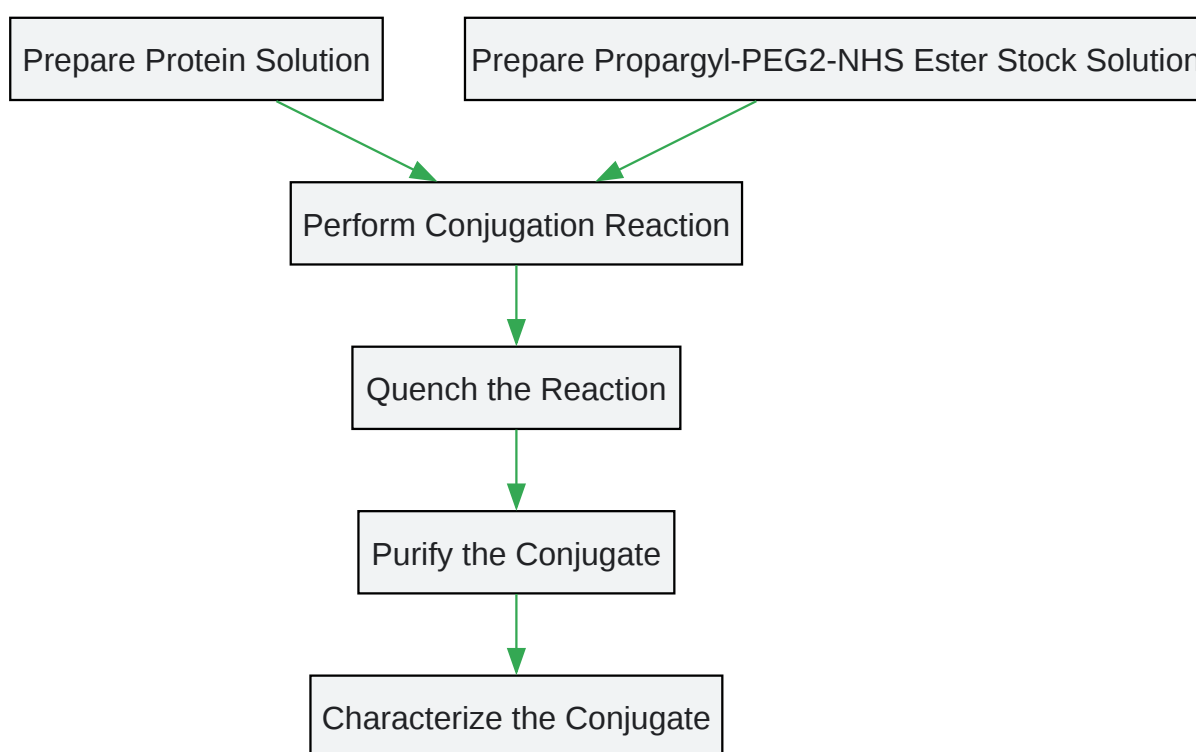 Prepare Protein Solution
Prepare Propargyl-PEG2-NHS Ester Stock Solution
Perform Conjugation Reaction
Quench the Reaction
Purify the Conjugate
Characterize the Conjugate